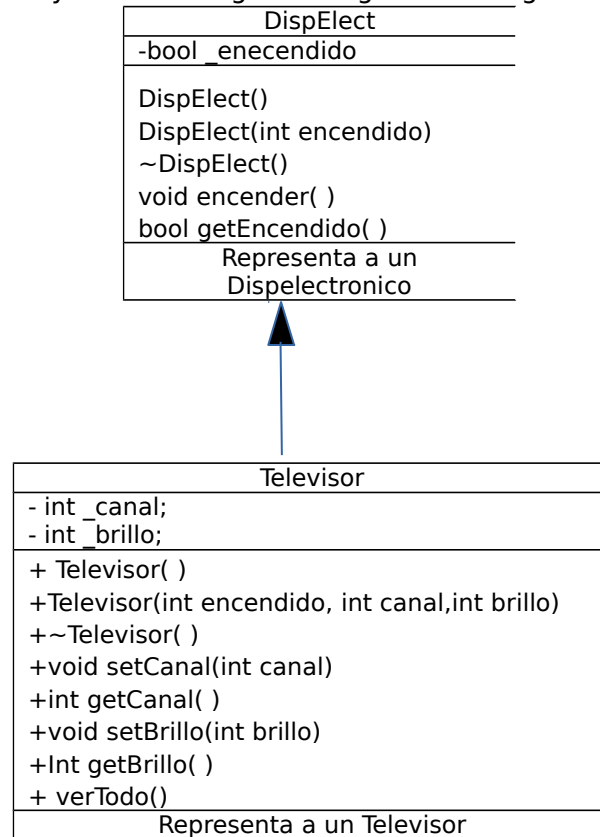 DispElect
-bool _enecendido
DispElect()
DispElect(int encendido)
~DispElect()
void encender( )
bool getEncendido( )
Representa a un
Dispelectronico
Televisor
- int _canal;
- int _brillo;
+ Televisor( )
+Televisor(int encendido, int canal,int brillo)
+~Televisor( )
+void setCanal(int canal)
+int getCanal( )
+void setBrillo(int brillo)
+Int getBrillo( )
+ verTodo()
Representa a un Televisor